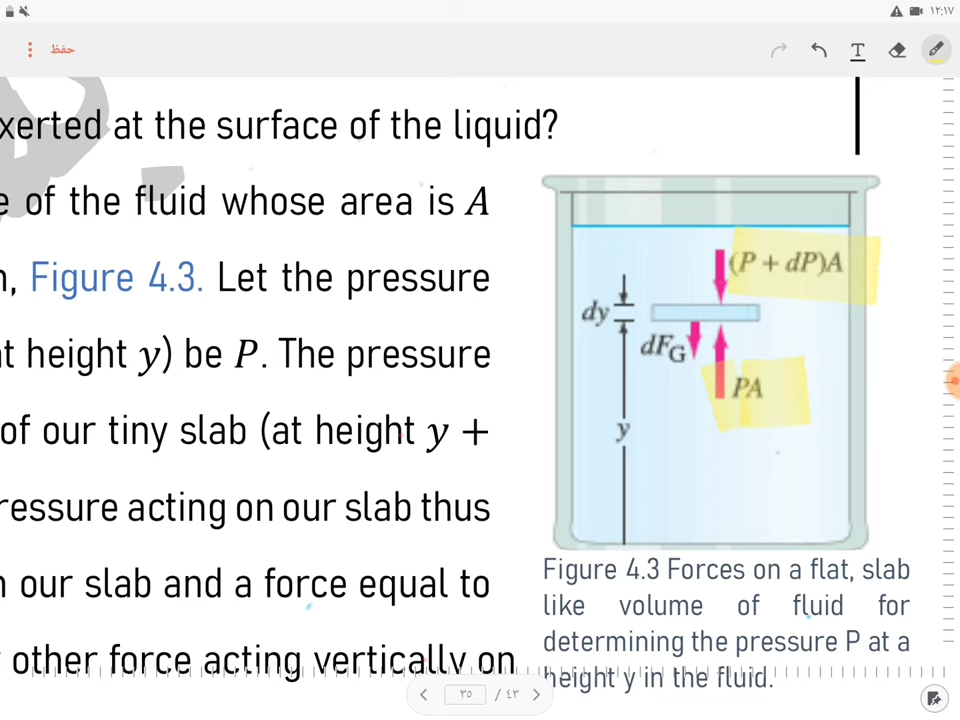 ١٢:١٧
حفظ
T
xerted at the surface of the liquid?
e of the fluid whose area is A
n, Figure 4.3. Let the pressure
at height y) be P. The pressure
of our tiny slab (at height y +
ressure acting on our slab thus
n our slab and a force equal to
other force acting vertically on
(P + dP)A
dy
dF_G
PA
y
Figure 4.3 Forces on a flat, slab
like volume of fluid for
determining the pressure P at a
height y in the fluid.
٣٥ / ٤٣